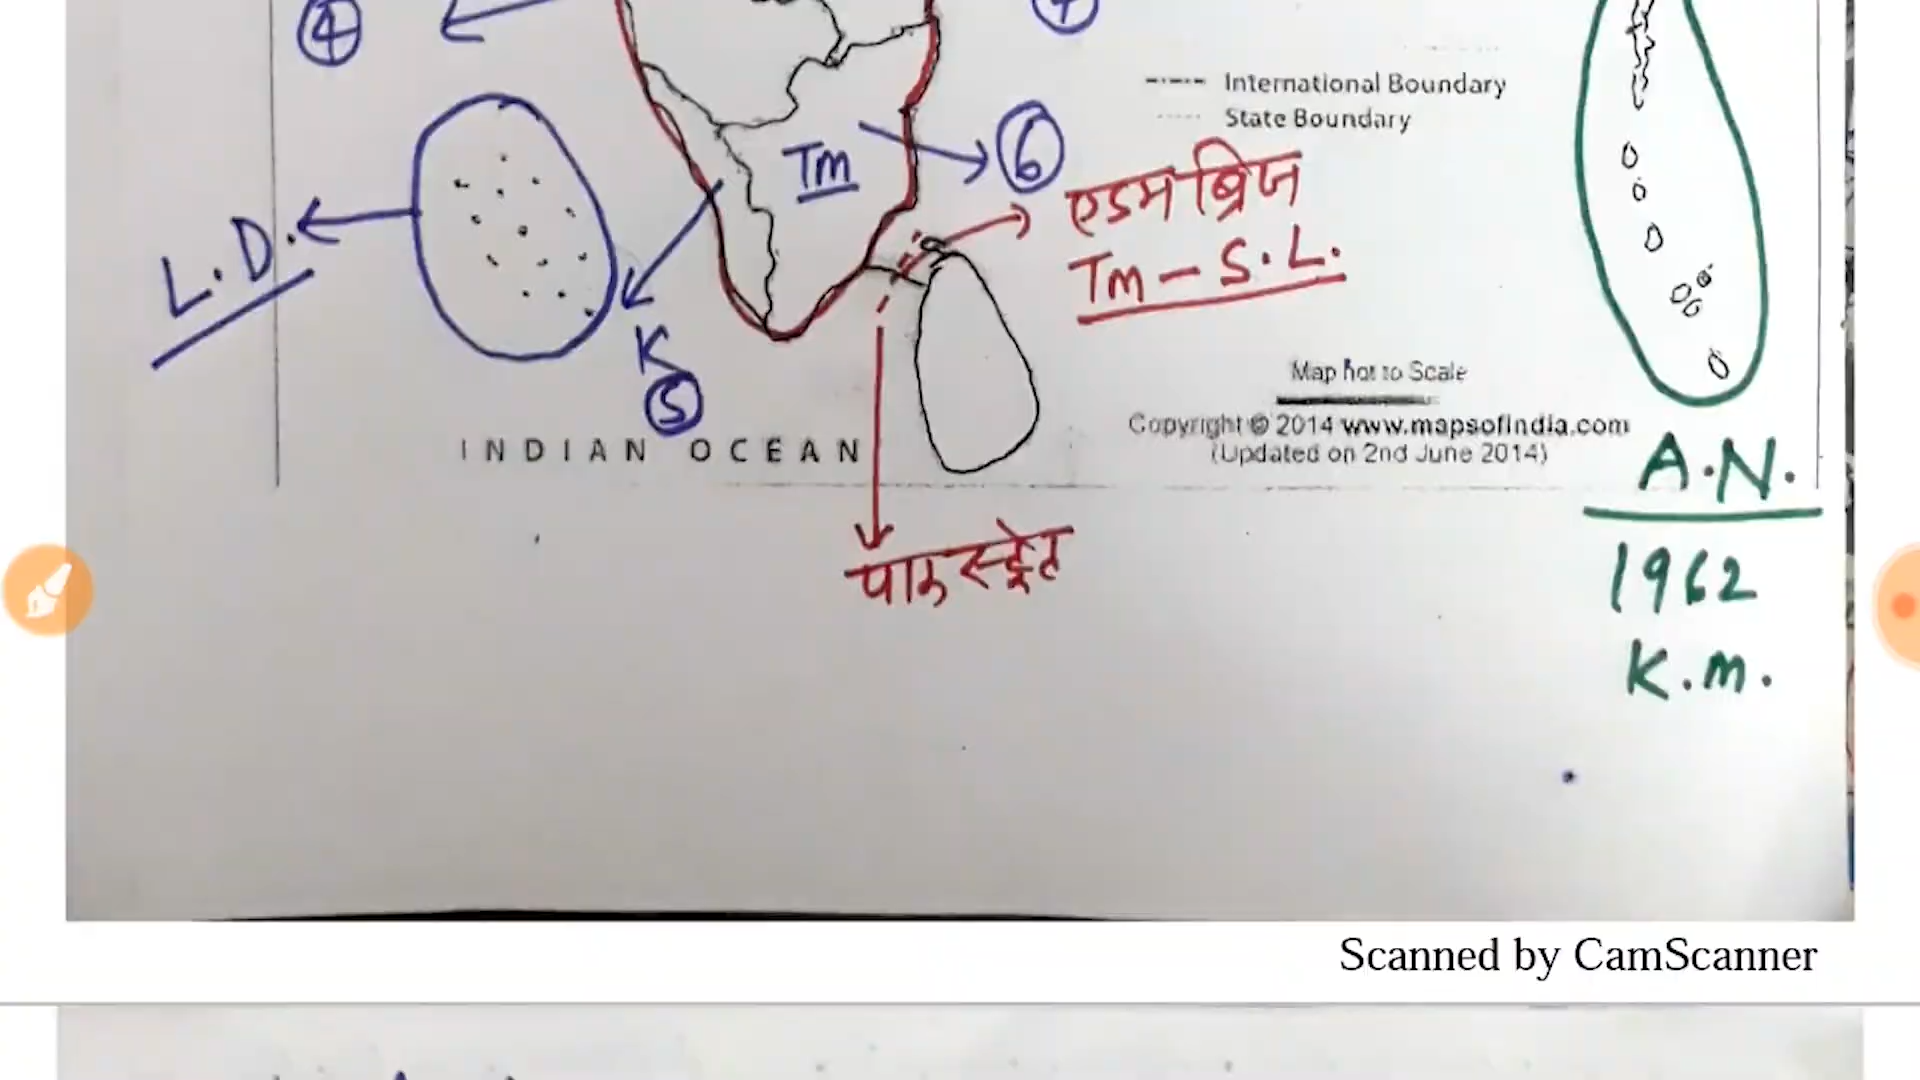 4
4
International Boundary
State Boundary
Tm
6
एडम ब्रिज
Tm – S.L.
L.D.
K
5
Map not to Scale
Copyright © 2014 www.mapsofindia.com
(Updated on 2nd June 2014)
INDIAN OCEAN
A.N.
1962
K.m.
पाक स्ट्रेट
Scanned by CamScanner